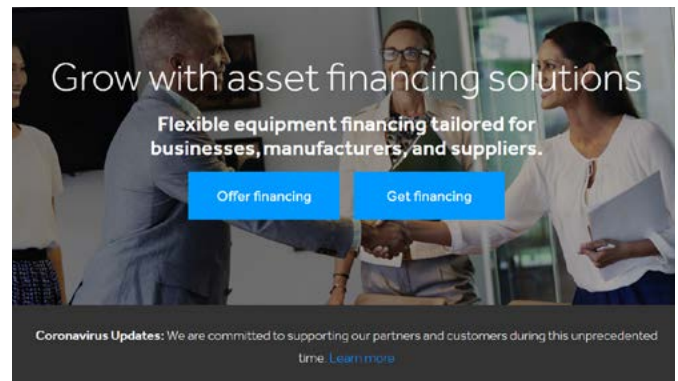 Grow with asset financing solutions
Flexible equipment financing tailored for
businesses, manufacturers, and suppliers.
Offer financing
Get financing
Coronavirus Updates: We are committed to supporting our partners and customers during this unprecedented
time. Learn more